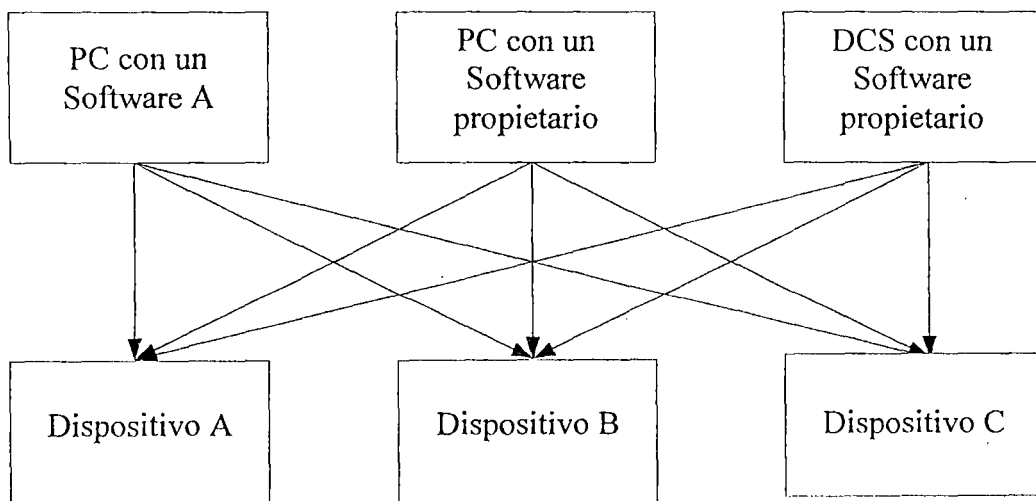 PC con un
Software A
PC con un
Software
propietario
DCS con un
Software
propietario
Dispositivo A
Dispositivo B
Dispositivo C